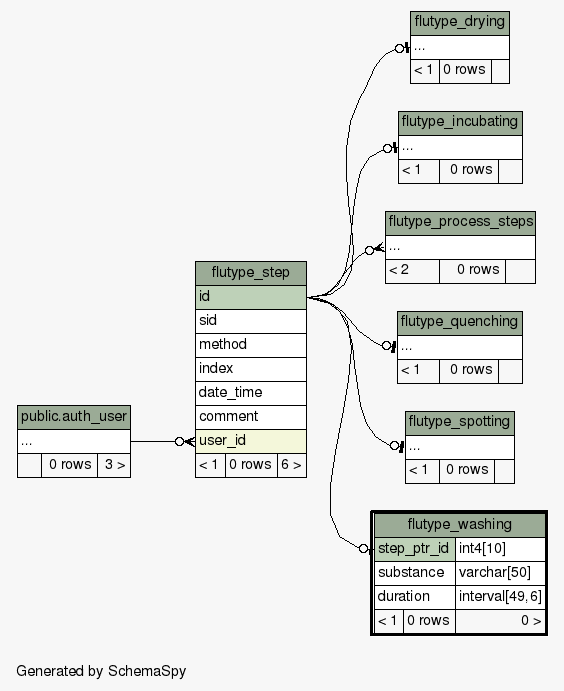 flutype_drying
...
< 1 0 rows
flutype_incubating
...
< 1 0 rows
flutype_process_steps
...
< 2 0 rows
flutype_step
id
sid
method
index
date_time
comment
user_id
< 1 0 rows 6 >
public.auth_user
...
0 rows 3 >
flutype_quenching
...
< 1 0 rows
flutype_spotting
...
< 1 0 rows
flutype_washing
step_ptr_id int4[10]
substance varchar[50]
duration interval[49,6]
< 1 0 rows 0 >
Generated by SchemaSpy